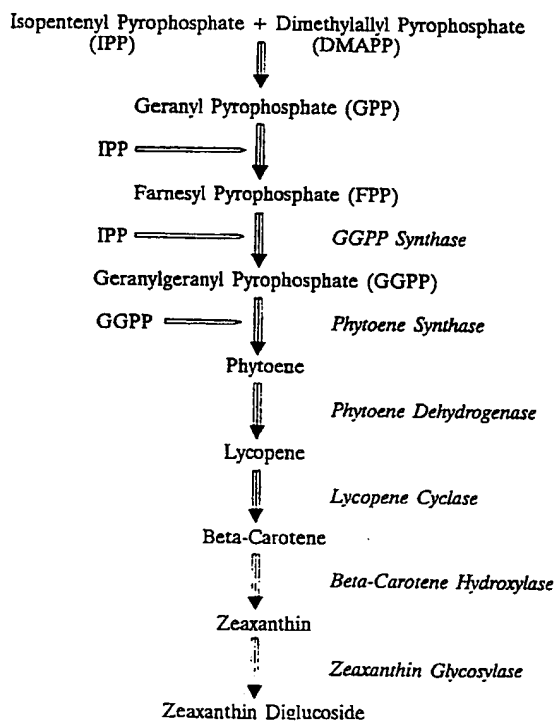 Isopentenyl Pyrophosphate + Dimethylallyl Pyrophosphate
(IPP) (DMAPP)
Geranyl Pyrophosphate (GPP)
IPP
Farnesyl Pyrophosphate (FPP)
IPP GGPP Synthase
Geranylgeranyl Pyrophosphate (GGPP)
GGPP Phytoene Synthase
Phytoene
Phytoene Dehydrogenase
Lycopene
Lycopene Cyclase
Beta-Carotene
Beta-Carotene Hydroxylase
Zeaxanthin
Zeaxanthin Glycosylase
Zeaxanthin Diglucoside